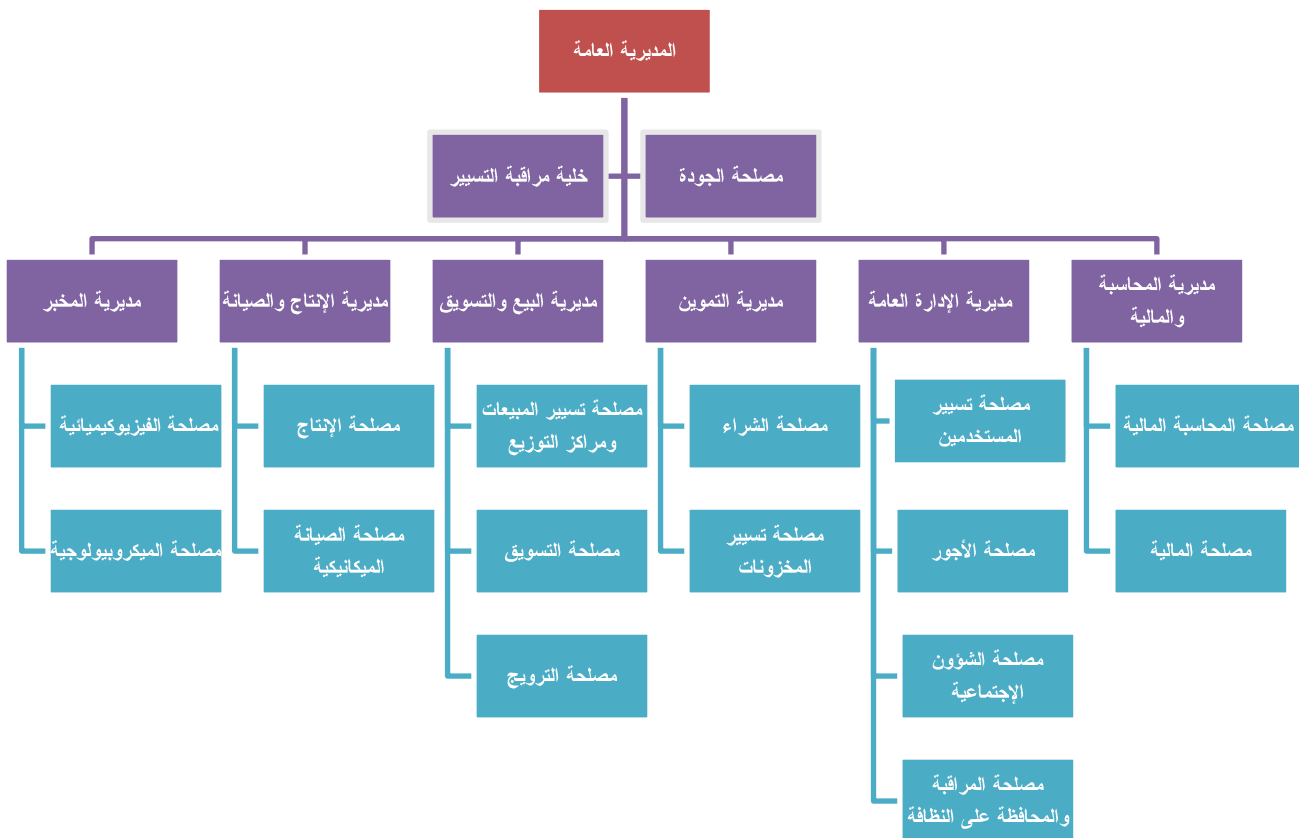 المديرية العامة
مصلحة الجودة
خلية مراقبة التسيير
مديرية المحاسبة
والمالية
مديرية الإدارة العامة
مديرية التموين
مديرية البيع والتسويق
مديرية الإنتاج والصيانة
مديرية المخبر
مصلحة المحاسبة المالية
مصلحة تسيير
المستخدمين
مصلحة الشراء
مصلحة تسيير المبيعات
ومراكز التوزيع
مصلحة الإنتاج
مصلحة الفيزيوكيميائية
مصلحة المالية
مصلحة الأجور
مصلحة تسيير
المخزونات
مصلحة التسويق
مصلحة الصيانة
الميكانيكية
مصلحة الميكروبيولوجية
مصلحة الشؤون
الإجتماعية
مصلحة الترويج
مصلحة المراقبة
والمحافظة على النظافة